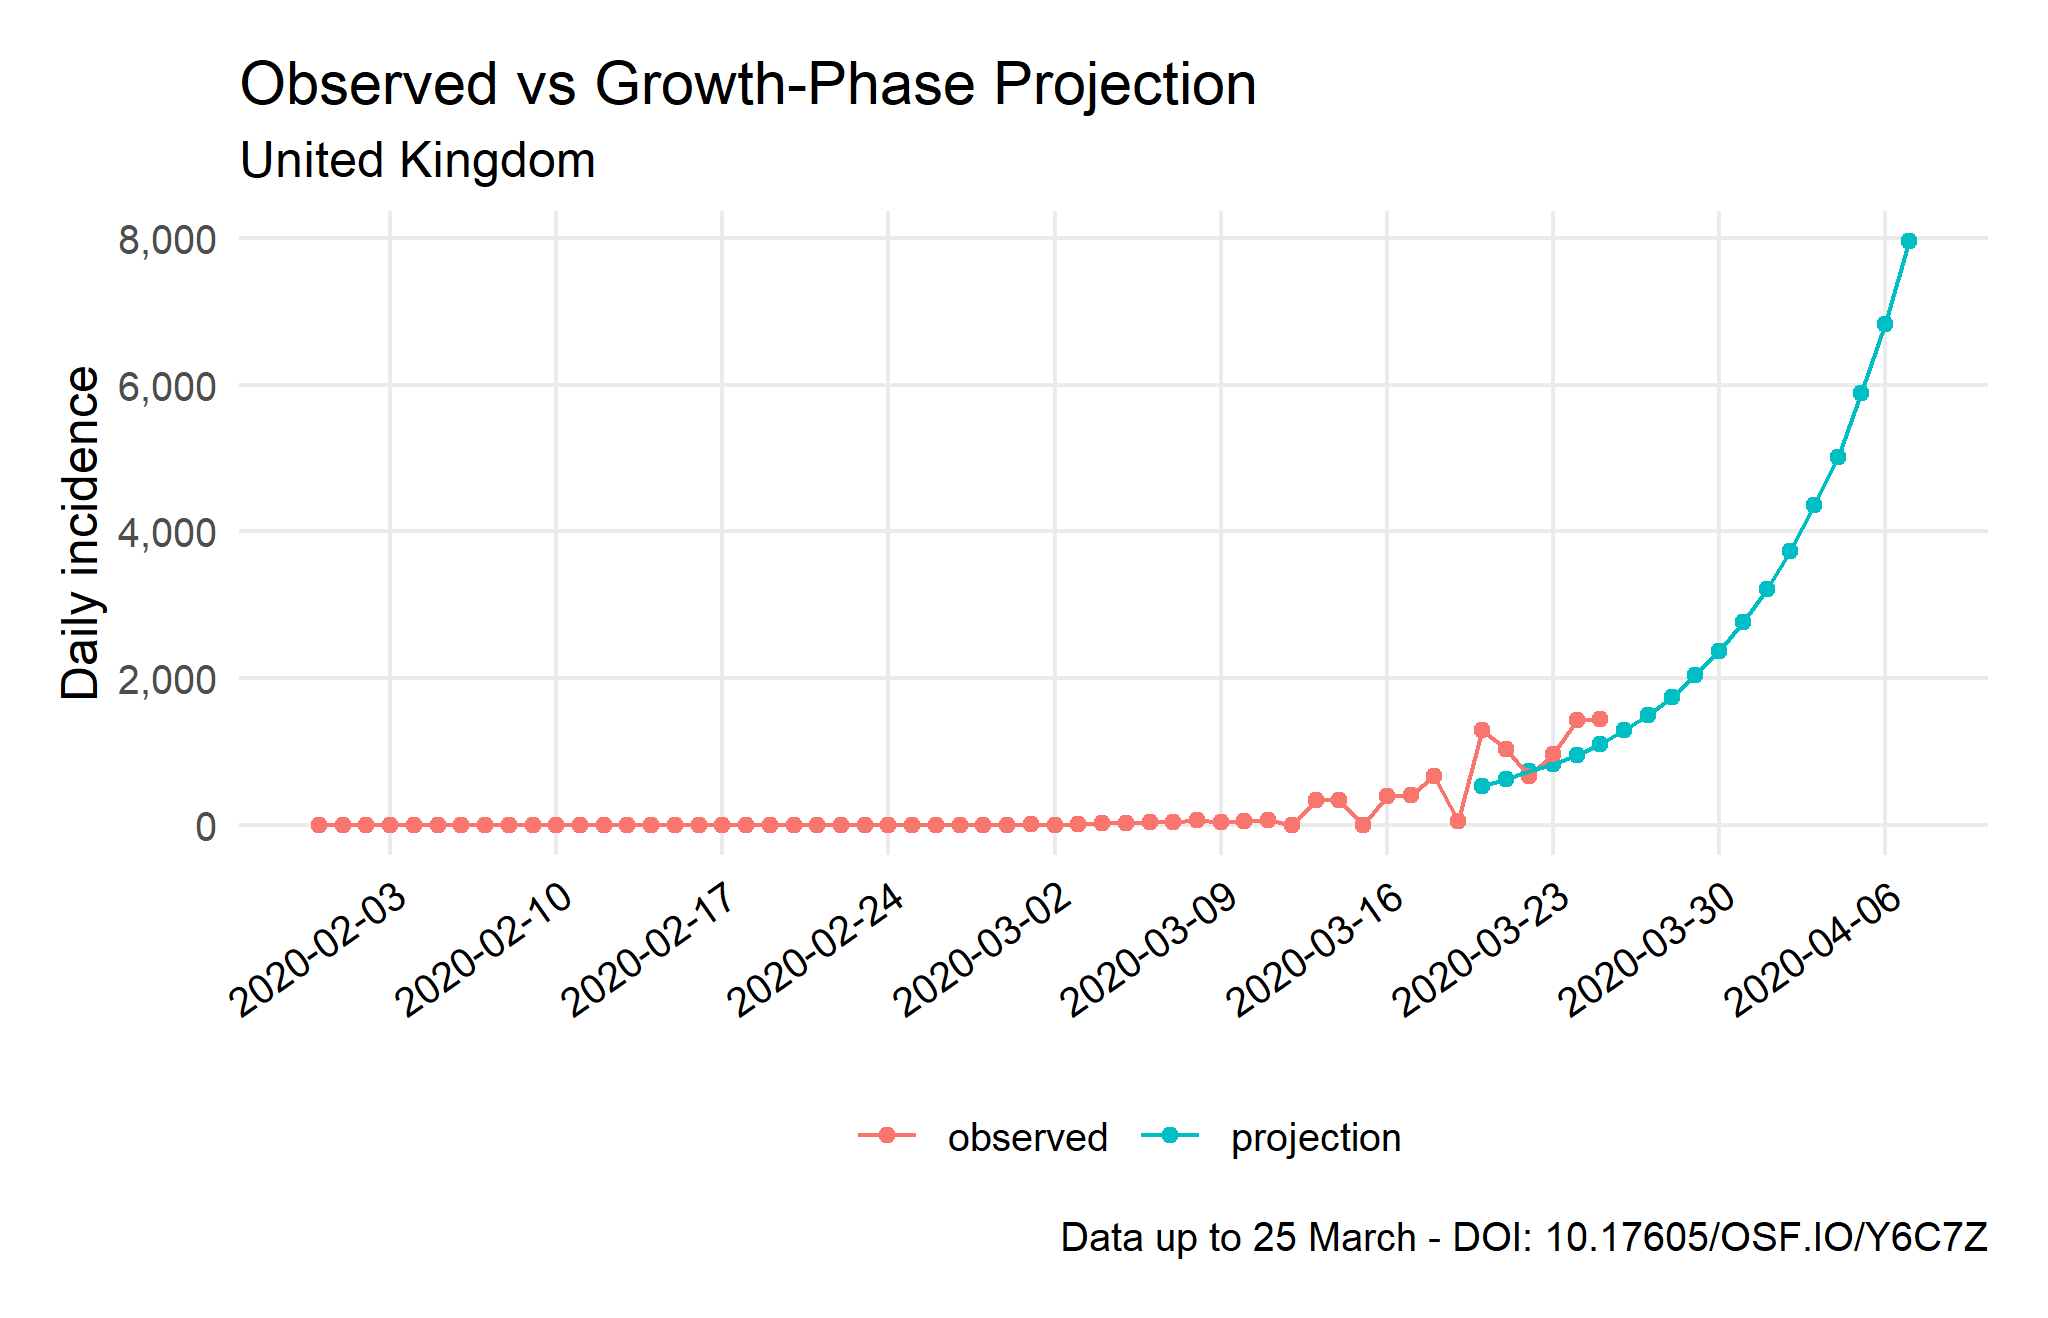 Observed vs Growth-Phase Projection
United Kingdom
Daily incidence
8,000
6,000
4,000
2,000
0
2020-02-03
2020-02-10
2020-02-17
2020-02-24
2020-03-02
2020-03-09
2020-03-16
2020-03-23
2020-03-30
2020-04-06
observed
projection
Data up to 25 March - DOI: 10.17605/OSF.IO/Y6C7Z